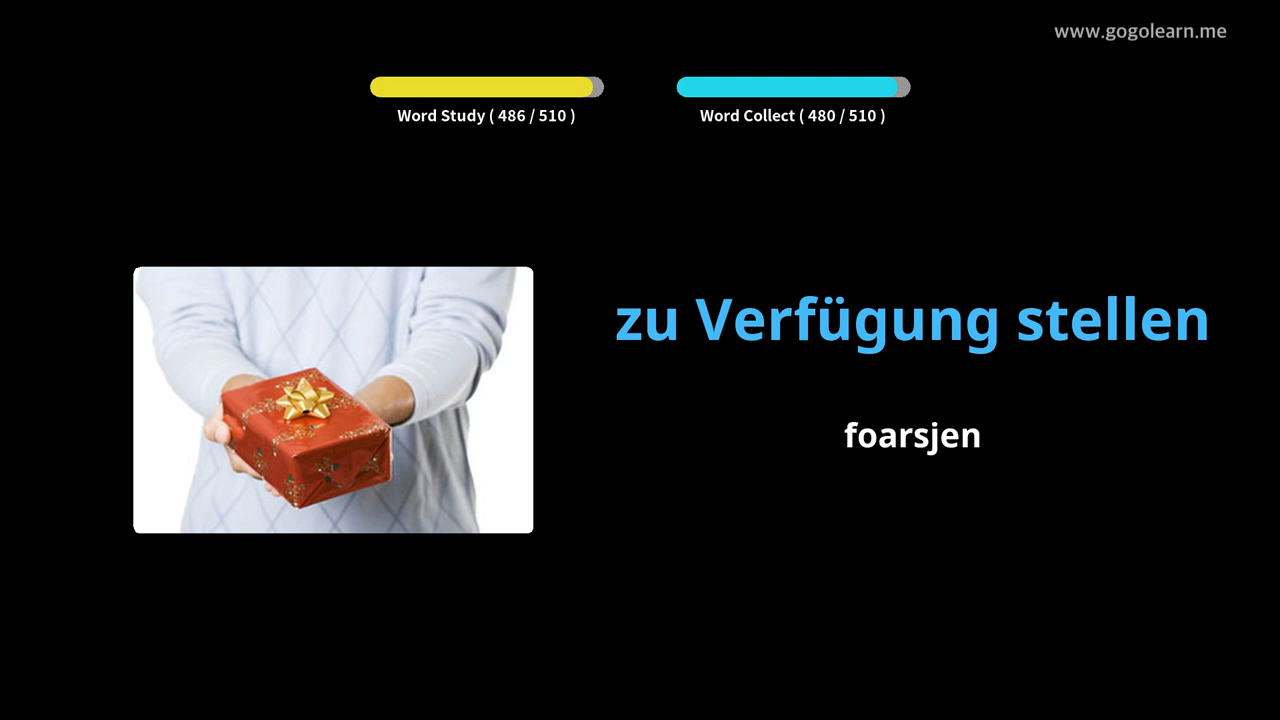 www.gogolearn.me
Word Study ( 486 / 510 )
Word Collect ( 480 / 510 )
zu Verfügung stellen
foarsjen